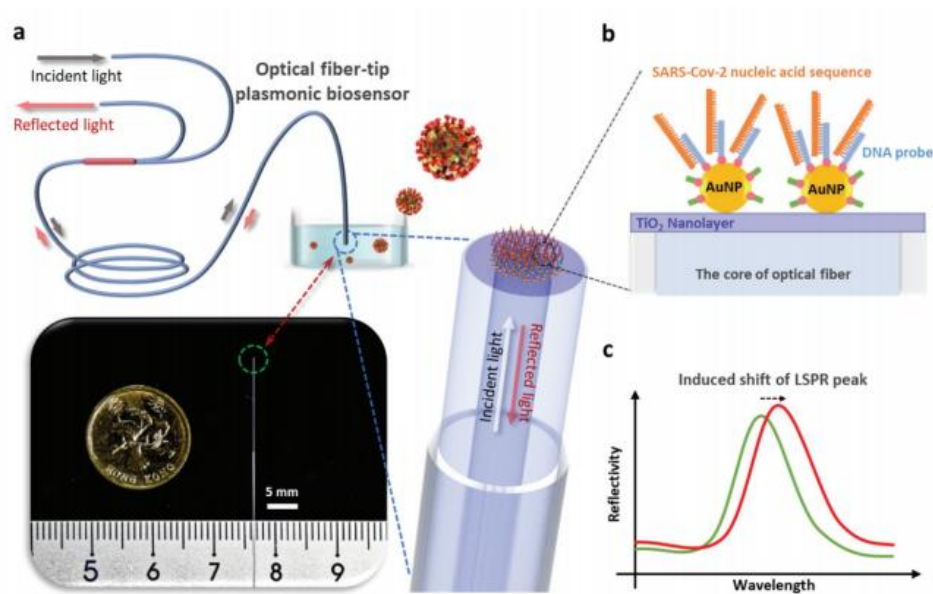 a
Incident light
Reflected light
Optical fiber-tip
plasmonic biosensor
HONG KONG
5 mm
5 6 7 8 9
Incident light
Reflected light
b
SARS-Cov-2 nucleic acid sequence
DNA probe
AuNP AuNP
TiO₂ Nanolayer
The core of optical fiber
c
Induced shift of LSPR peak
Reflectivity
Wavelength